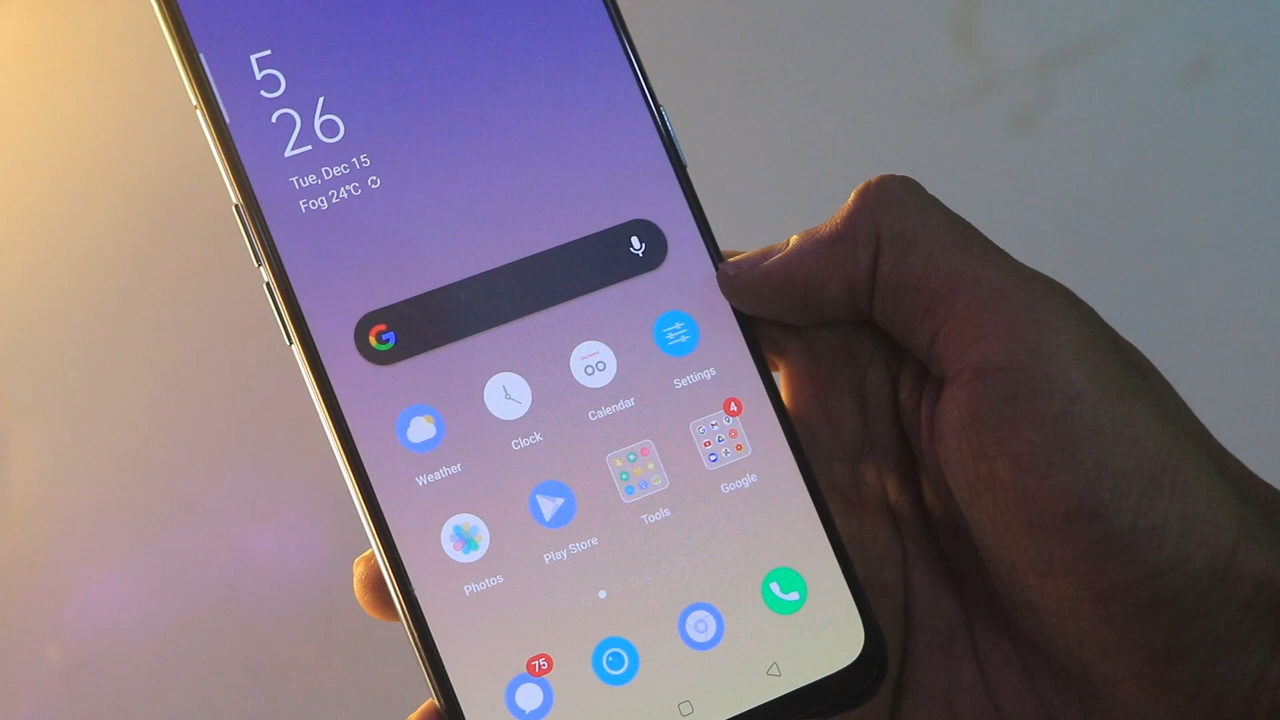 5
26
Tue, Dec 15
Fog 24℃
Weather
Clock
Calendar
Settings
Photos
Play Store
Tools
4
Google
75